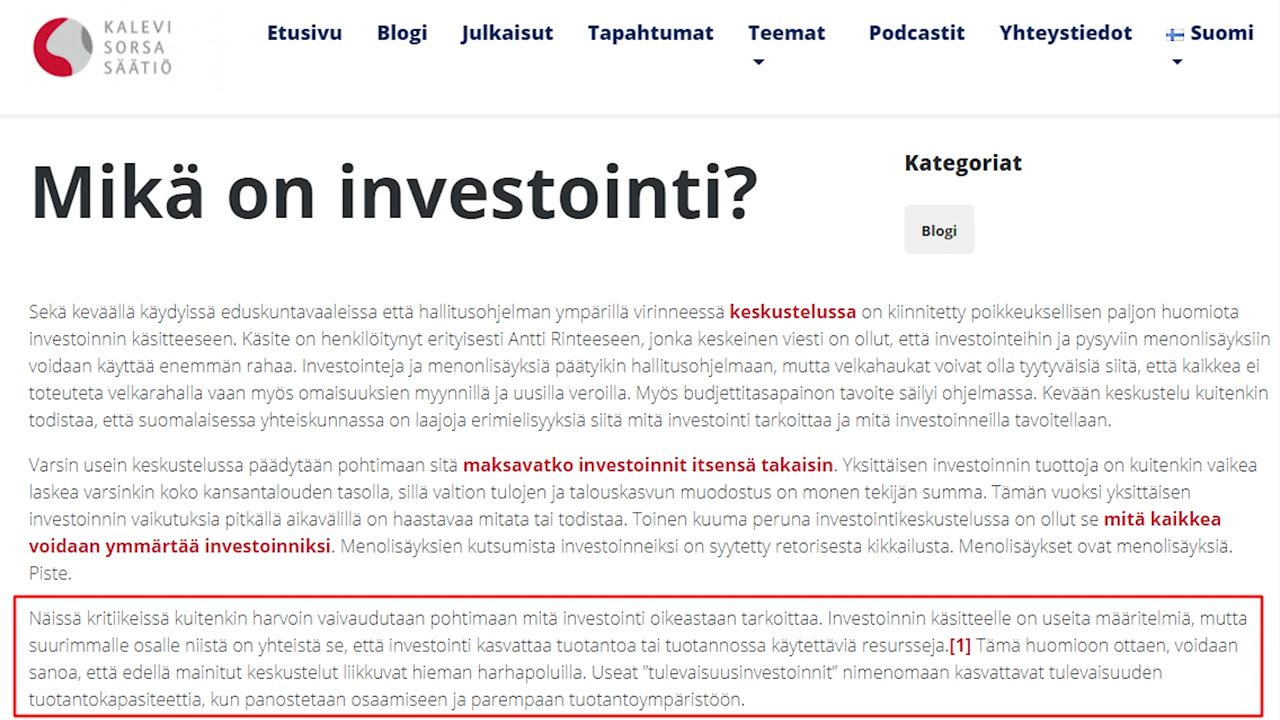 KALEVI
SORSA
SÄÄTIÖ
Etusivu Blogi Julkaisut Tapahtumat Teemat Podcastit Yhteystiedot Suomi
Mikä on investointi?
Kategoriat
Blogi
Sekä keväällä käydyissä eduskuntavaaleissa että hallitusohjelman ympärillä virinneessä keskustelussa on kiinnitetty poikkeuksellisen paljon huomiota
investoinnin käsitteeseen. Käsite on henkilöitynyt erityisesti Antti Rinteeseen, jonka keskeinen viesti on ollut, että investointeihin ja pysyviin menonlisäyksiin
voidaan käyttää enemmän rahaa. Investointeja ja menonlisäyksiä päätyikin hallitusohjelmaan, mutta velkahaukat voivat olla tyytyväisiä siitä, että kaikkea ei
toteuteta velkarahalla vaan myös omaisuuksien myynnillä ja uusilla veroilla. Myös budjettitasapainon tavoite säilyi ohjelmassa. Kevään keskustelu kuitenkin
todistaa, että suomalaisessa yhteiskunnassa on laajoja erimielisyyksiä siitä mitä investointi tarkoittaa ja mitä investoinneilla tavoitellaan.
Varsin usein keskustelussa päädytään pohtimaan sitä maksavatko investoinnit itsensä takaisin. Yksittäisen investoinnin tuottoja on kuitenkin vaikea
laskea varsinkin koko kansantalouden tasolla, sillä valtion tulojen ja talouskasvun muodostus on monen tekijän summa. Tämän vuoksi yksittäisen
investoinnin vaikutuksia pitkällä aikavälillä on haastavaa mitata tai todistaa. Toinen kuuma peruna investointikeskustelussa on ollut se mitä kaikkea
voidaan ymmärtää investoinniksi. Menolisäyksien kutsumista investoinneiksi on syytetty retorisesta kikkailusta. Menolisäykset ovat menolisäyksiä.
Piste.
Näissä kritiikeissä kuitenkin harvoin vaivaudutaan pohtimaan mitä investointi oikeastaan tarkoittaa. Investoinnin käsitteelle on useita määritelmiä, mutta
suurimmalle osalle niistä on yhteistä se, että investointi kasvattaa tuotantoa tai tuotannossa käytettäviä resursseja.[1] Tämä huomioon ottaen, voidaan
sanoa, että edellä mainitut keskustelut liikkuvat hieman harhapoluilla. Useat ”tulevaisuusinvestoinnit” nimenomaan kasvattavat tulevaisuuden
tuotantokapasiteettia, kun panostetaan osaamiseen ja parempaan tuotantoympäristöön.